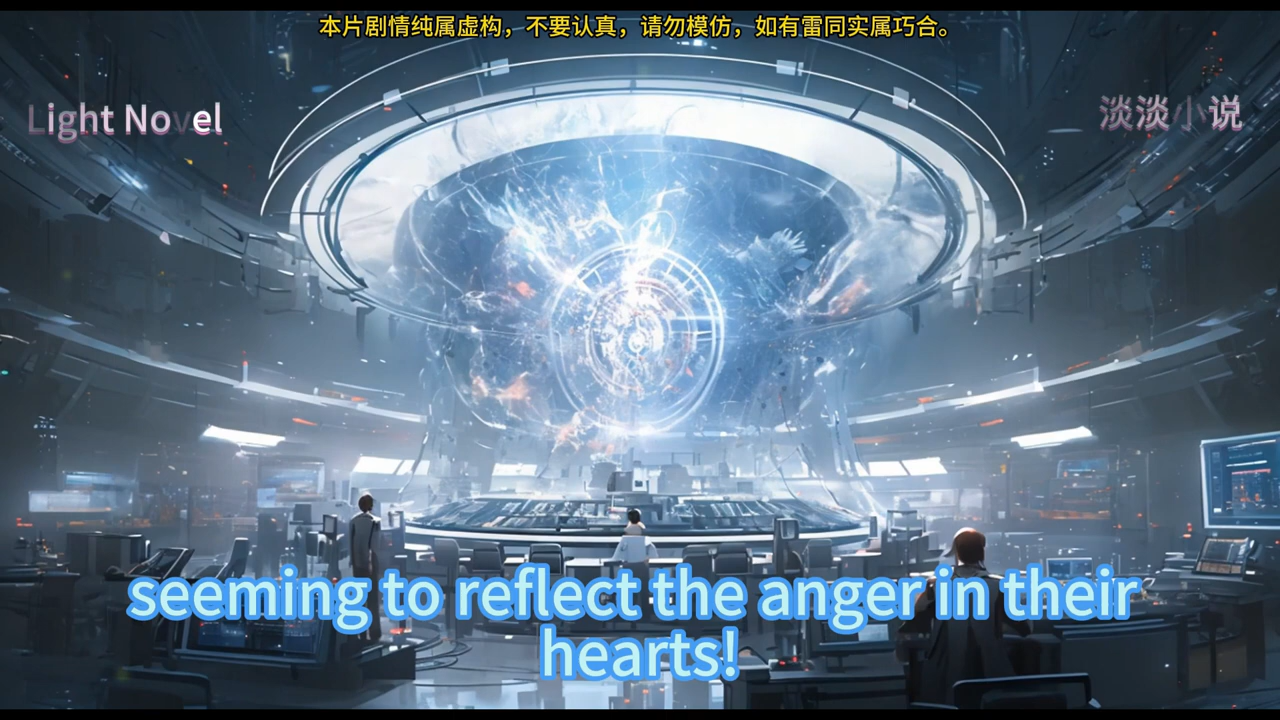 本片剧情纯属虚构，不要认真，请勿模仿，如有雷同实属巧合。
Light Novel
淡淡小说
seeming to reflect the anger in their
hearts!